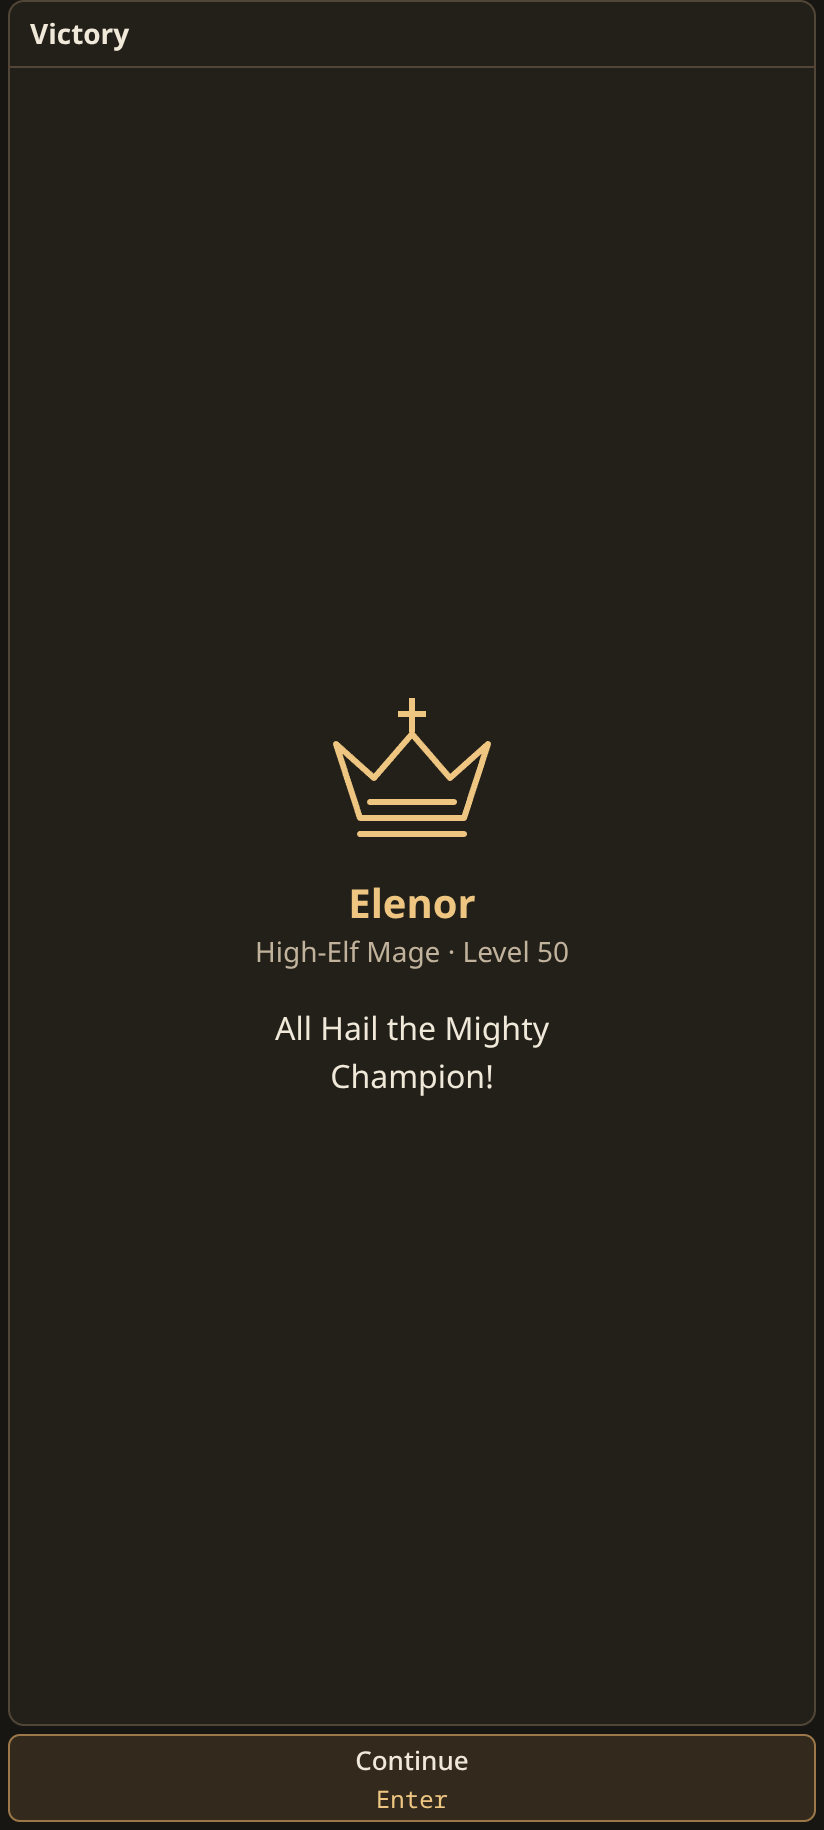 Victory
Elenor
High-Elf Mage · Level 50
All Hail the Mighty
Champion!
Continue
Enter